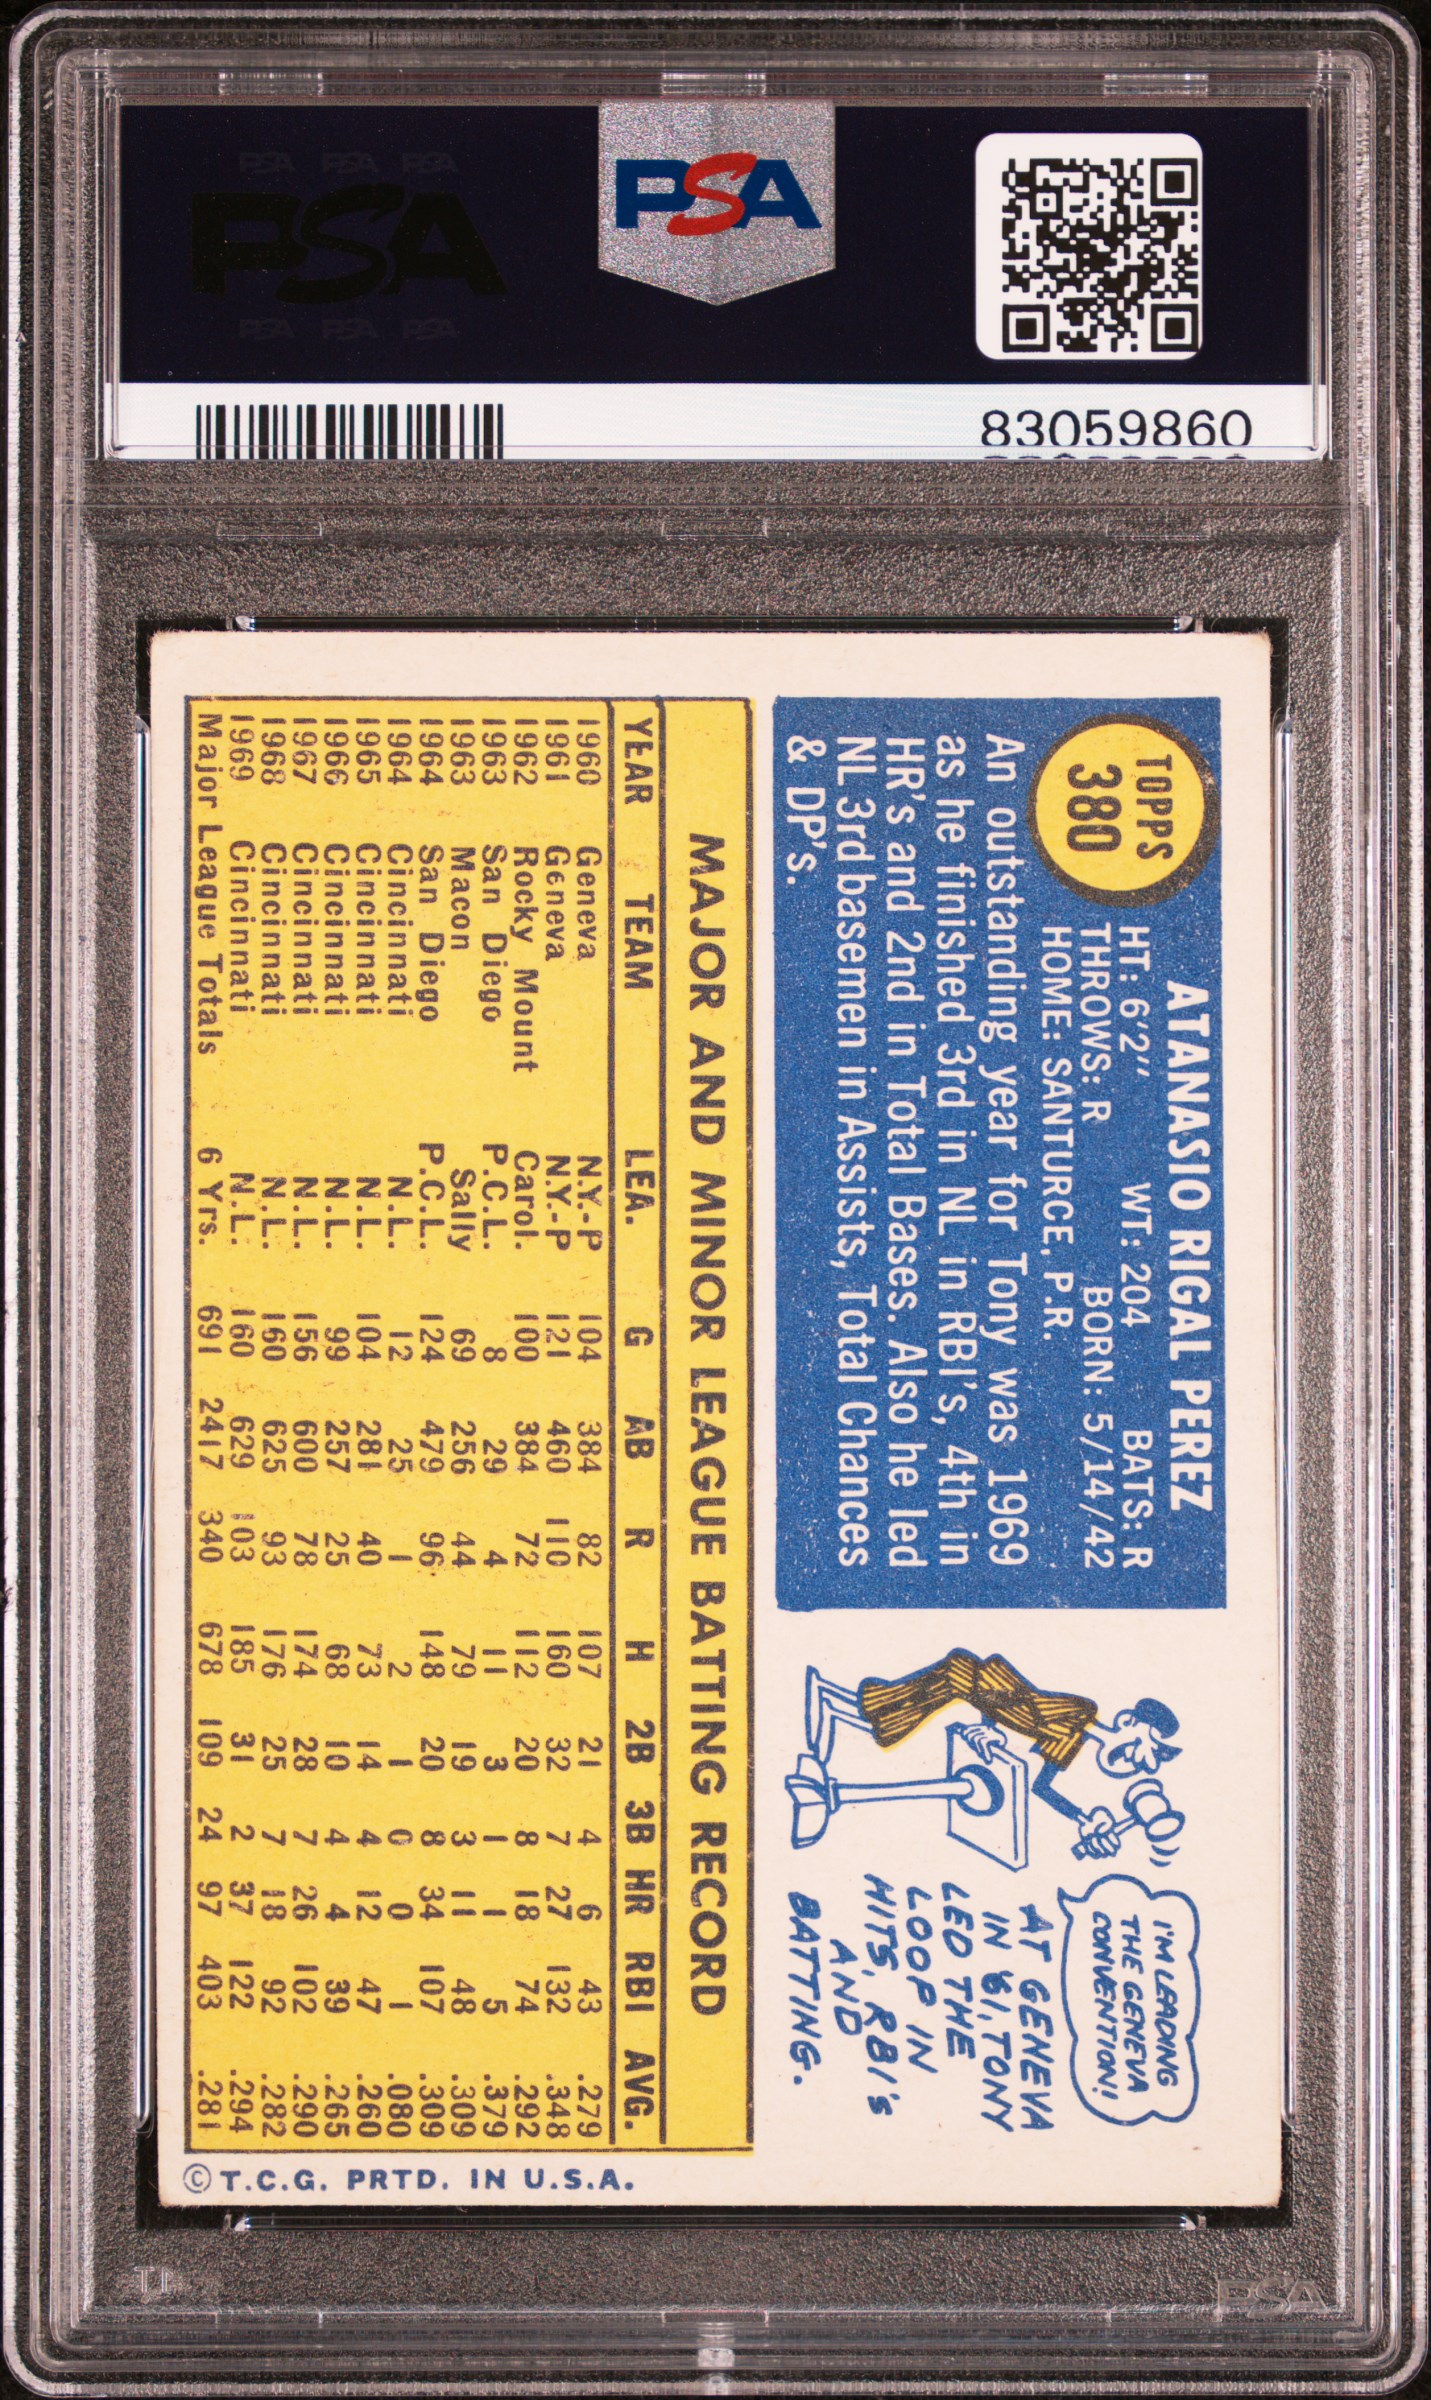 PSA PSA PSA
PSA
PSA PSA PSA
PSA
83059860
TOPPS
380
ATANASIO RIGAL PEREZ
HT: 6'2'' WT: 204 BATS: R
THROWS: R BORN: 5/14/42
HOME: SANTURCE, P.R.
An outstanding year for Tony was 1969
as he finished 3rd in NL in RBI's, 4th in
HR's and 2nd in Total Bases. Also he led
NL 3rd basemen in Assists, Total Chances
& DP's.
I'M LEADING
THE GENEVA
CONVENTION!
AT GENEVA
IN '61, TONY
LED THE
LOOP IN
HITS, RBI's
AND
BATTING.
MAJOR AND MINOR LEAGUE BATTING RECORD
YEAR TEAM LEA. G AB R H 2B 3B HR RBI AVG.
1960 Geneva N.Y.-P 104 384 82 107 21 4 6 43 .279
1961 Geneva N.Y.-P 121 460 110 160 32 7 27 132 .348
1962 Rocky Mount Carol. 100 384 72 112 20 8 18 74 .292
1963 San Diego P.C.L. 8 29 4 11 3 1 1 5 .379
1963 Macon Sally 69 256 44 79 19 3 11 48 .309
1964 San Diego P.C.L. 124 479 96 148 20 8 34 107 .309
1964 Cincinnati N.L. 12 25 1 2 1 0 0 1 .080
1965 Cincinnati N.L. 104 281 40 73 14 4 12 47 .260
1966 Cincinnati N.L. 99 257 25 68 10 4 4 39 .265
1967 Cincinnati N.L. 156 600 78 174 28 7 26 102 .290
1968 Cincinnati N.L. 160 625 93 176 25 7 18 92 .282
1969 Cincinnati N.L. 160 629 103 185 31 2 37 122 .294
Major League Totals 6 Yrs. 691 2417 340 678 109 24 97 403 .281
© T.C.G. PRTD. IN U.S.A.
PSA